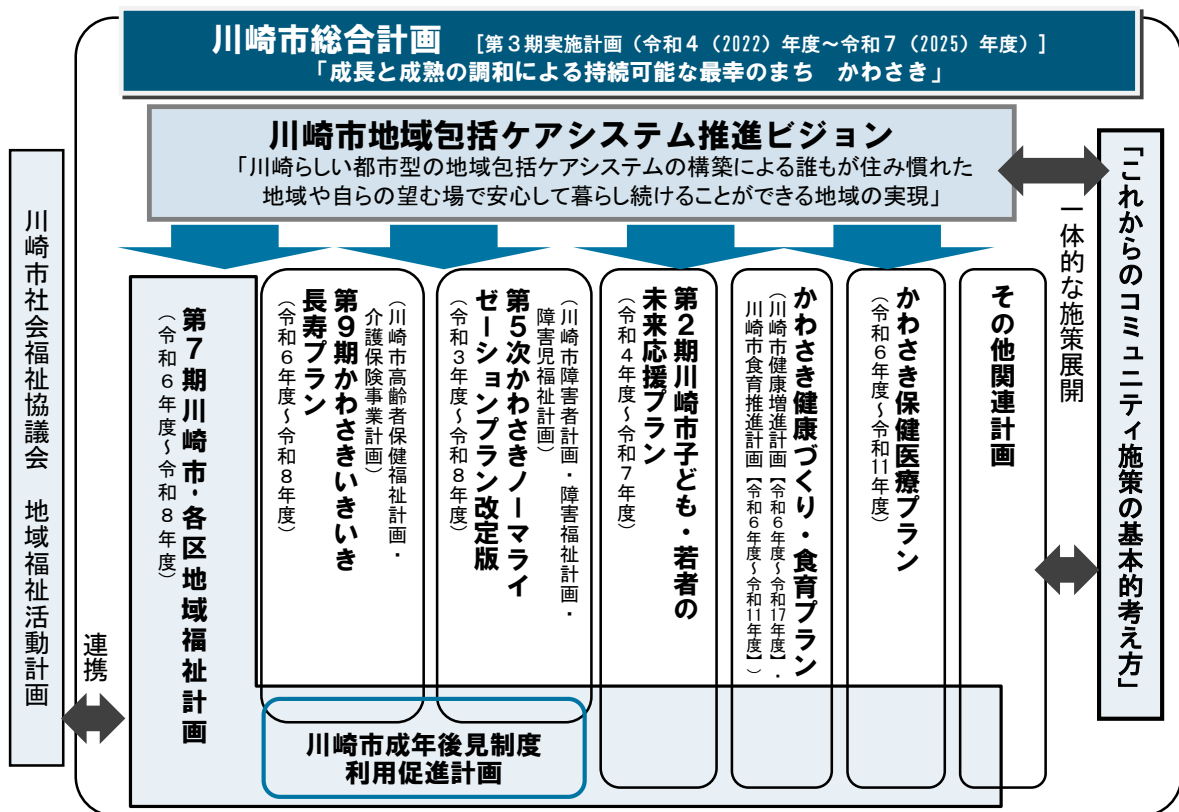 川崎市総合計画 [第3期実施計画（令和4（2022）年度～令和7（2025）年度）]
「成長と成熟の調和による持続可能な最幸のまち　かわさき」
川崎市地域包括ケアシステム推進ビジョン
「川崎らしい都市型の地域包括ケアシステムの構築による誰もが住み慣れた
地域や自らの望む場で安心して暮らし続けることができる地域の実現」
「これからのコミュニティ施策の基本的考え方」
一体的な施策展開
その他関連計画
かわさき保健医療プラン
（令和6年度～令和11年度）
かわさき健康づくり・食育プラン
（川崎市健康増進計画【令和6年度～令和17年度】・
川崎市食育推進計画【令和6年度～令和11年度】）
第2期川崎市子ども・若者の
未来応援プラン
（令和4年度～令和7年度）
（川崎市障害者計画・障害福祉計画・
障害児福祉計画）
第5次かわさきノーマライ
ゼーションプラン改定版
（令和3年度～令和8年度）
（川崎市高齢者保健福祉計画・
介護保険事業計画）
第9期かわさきいきいき
長寿プラン
（令和6年度～令和8年度）
第7期川崎市・各区地域福祉計画
（令和6年度～令和8年度）
川崎市成年後見制度
利用促進計画
連携
川崎市社会福祉協議会　地域福祉活動計画